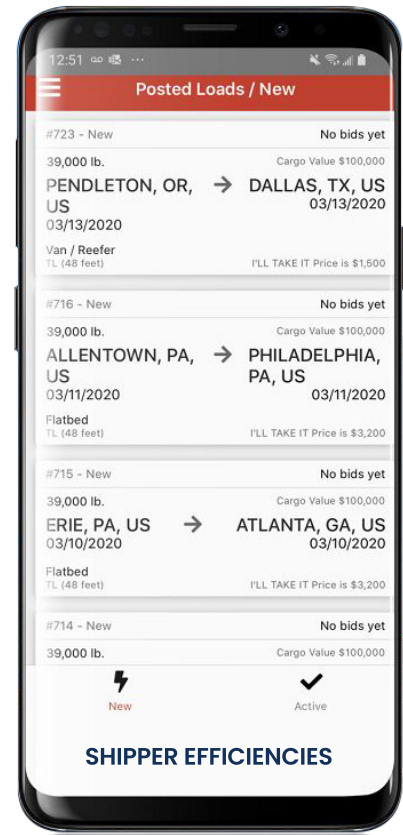 12:51
Posted Loads / New
#723 - New No bids yet
39,000 lb. Cargo Value $100,000
PENDLETON, OR, → DALLAS, TX, US
US 03/13/2020
03/13/2020
Van / Reefer
TL (48 feet) I'LL TAKE IT Price is $1,500
#716 - New No bids yet
39,000 lb. Cargo Value $100,000
ALLENTOWN, PA, → PHILADELPHIA,
US PA, US
03/11/2020 03/11/2020
Flatbed
TL (48 feet) I'LL TAKE IT Price is $3,200
#715 - New No bids yet
39,000 lb. Cargo Value $100,000
ERIE, PA, US → ATLANTA, GA, US
03/10/2020 03/10/2020
Flatbed
TL (48 feet) I'LL TAKE IT Price is $3,200
#714 - New No bids yet
39,000 lb. Cargo Value $100,000
New Active
SHIPPER EFFICIENCIES